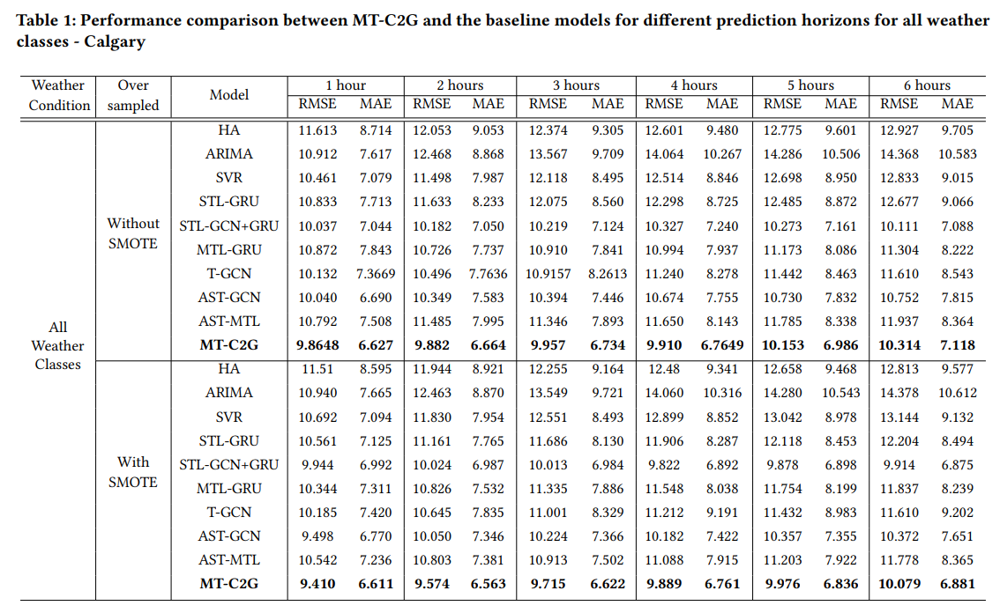 Table 1: Performance comparison between MT-C2G and the baseline models for different prediction horizons for all weather
classes - Calgary
Weather Condition Over sampled Model 1 hour 2 hours 3 hours 4 hours 5 hours 6 hours
RMSE MAE RMSE MAE RMSE MAE RMSE MAE RMSE MAE RMSE MAE
All Weather Classes
Without SMOTE
HA 11.613 8.714 12.053 9.053 12.374 9.305 12.601 9.480 12.775 9.601 12.927 9.705
ARIMA 10.912 7.617 12.468 8.868 13.567 9.709 14.064 10.267 14.286 10.506 14.368 10.583
SVR 10.461 7.079 11.498 7.987 12.118 8.495 12.514 8.846 12.698 8.950 12.833 9.015
STL-GRU 10.833 7.713 11.633 8.233 12.075 8.560 12.298 8.725 12.485 8.872 12.677 9.066
STL-GCN+GRU 10.037 7.044 10.182 7.050 10.219 7.124 10.327 7.240 10.273 7.161 10.111 7.088
MTL-GRU 10.872 7.843 10.726 7.737 10.910 7.841 10.994 7.937 11.173 8.086 11.304 8.222
T-GCN 10.132 7.3669 10.496 7.7636 10.9157 8.2613 11.240 8.278 11.442 8.463 11.610 8.543
AST-GCN 10.040 6.690 10.349 7.583 10.394 7.446 10.674 7.755 10.730 7.832 10.752 7.815
AST-MTL 10.792 7.508 11.485 7.995 11.346 7.893 11.650 8.143 11.785 8.338 11.937 8.364
MT-C2G 9.8648 6.627 9.882 6.664 9.957 6.734 9.910 6.7649 10.153 6.986 10.314 7.118
With SMOTE
HA 11.51 8.595 11.944 8.921 12.255 9.164 12.48 9.341 12.658 9.468 12.813 9.577
ARIMA 10.940 7.665 12.463 8.870 13.549 9.721 14.060 10.316 14.280 10.543 14.378 10.612
SVR 10.692 7.094 11.830 7.954 12.551 8.493 12.899 8.852 13.042 8.978 13.144 9.132
STL-GRU 10.561 7.125 11.161 7.765 11.686 8.130 11.906 8.287 12.118 8.453 12.204 8.494
STL-GCN+GRU 9.944 6.992 10.024 6.987 10.013 6.984 9.822 6.892 9.878 6.898 9.914 6.875
MTL-GRU 10.344 7.311 10.826 7.532 11.335 7.886 11.548 8.038 11.754 8.199 11.837 8.239
T-GCN 10.185 7.420 10.645 7.835 11.001 8.329 11.212 9.191 11.432 8.983 11.610 9.202
AST-GCN 9.498 6.770 10.050 7.346 10.224 7.366 10.182 7.422 10.357 7.355 10.372 7.651
AST-MTL 10.542 7.236 10.803 7.381 10.913 7.502 11.088 7.915 11.203 7.922 11.778 8.365
MT-C2G 9.410 6.611 9.574 6.563 9.715 6.622 9.889 6.761 9.976 6.836 10.079 6.881